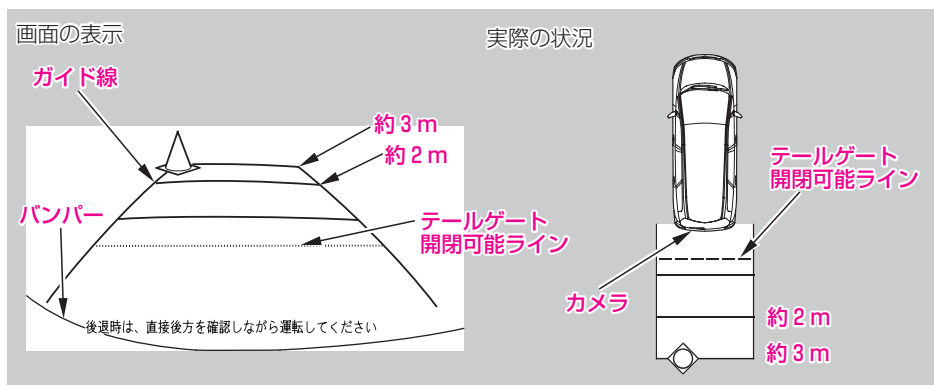 画面の表示
ガイド線
約3m
約2m
バンパー
テールゲート
開閉可能ライン
後退時は、直接後方を確認しながら運転してください
実際の状況
テールゲート
開閉可能ライン
カメラ
約2m
約3m